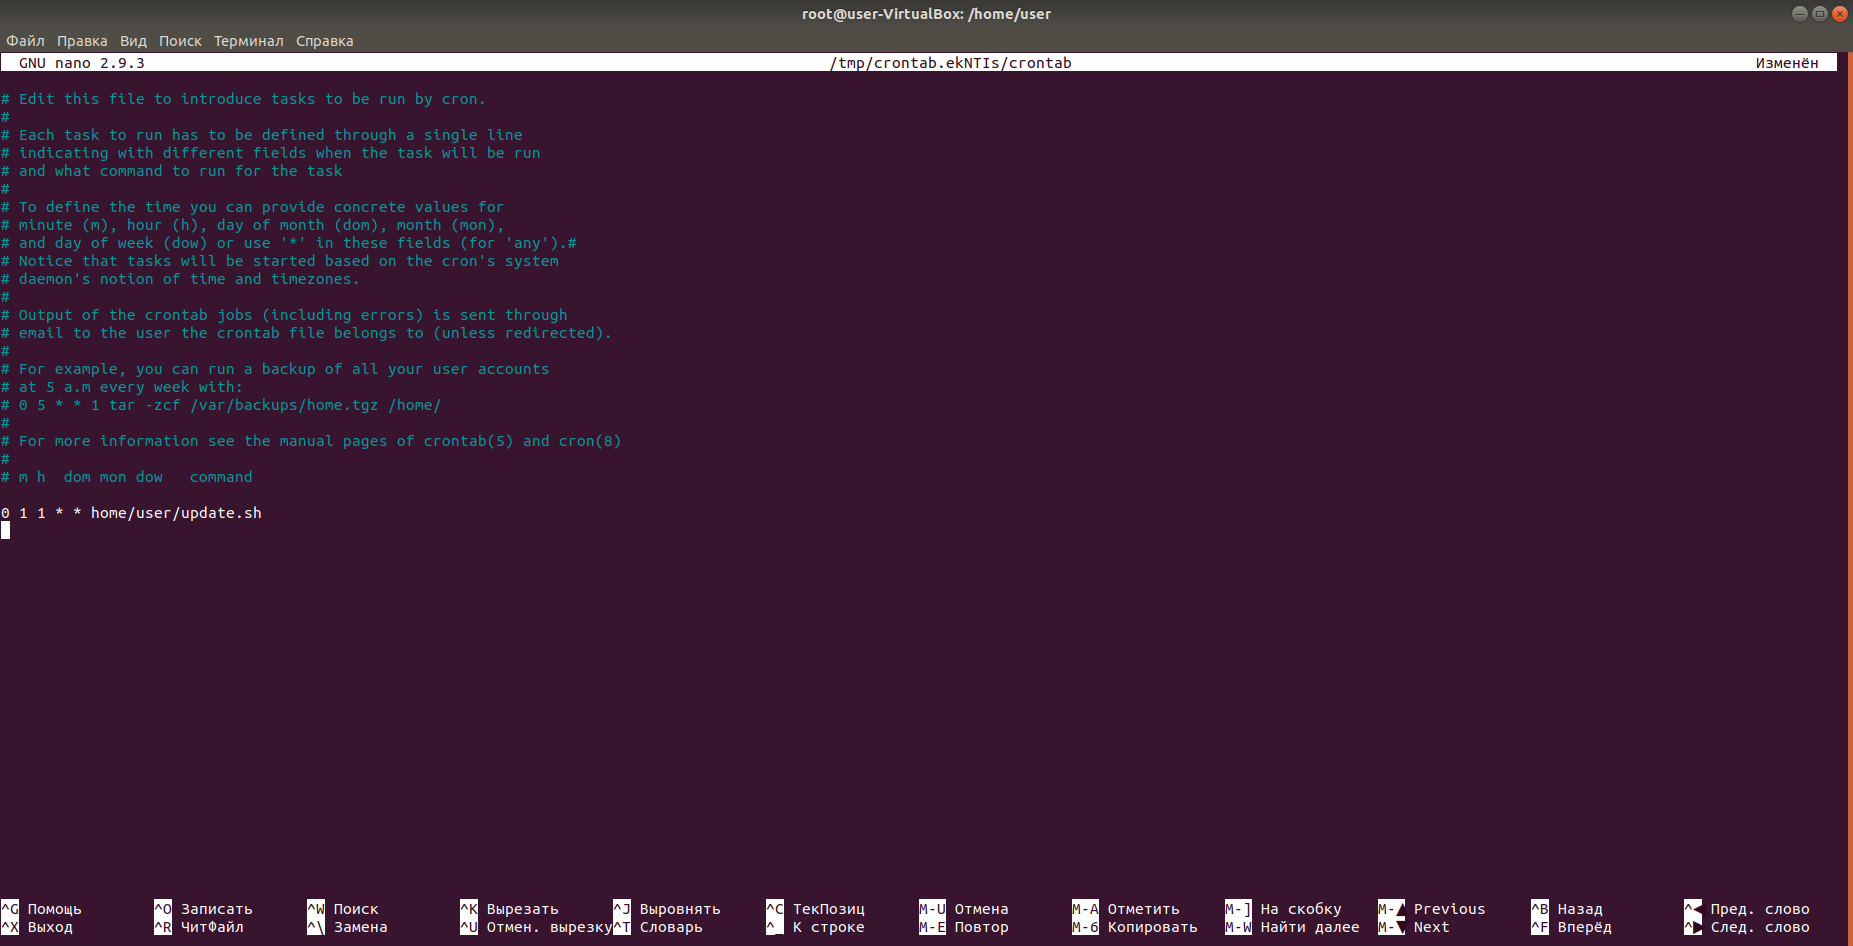 root@user-VirtualBox: /home/user
Файл Правка Вид Поиск Терминал Справка
GNU nano 2.9.3 /tmp/crontab.ekNTIs/crontab Изменён
# Edit this file to introduce tasks to be run by cron.
#
# Each task to run has to be defined through a single line
# indicating with different fields when the task will be run
# and what command to run for the task
#
# To define the time you can provide concrete values for
# minute (m), hour (h), day of month (dom), month (mon),
# and day of week (dow) or use '*' in these fields (for 'any').#
# Notice that tasks will be started based on the cron's system
# daemon's notion of time and timezones.
#
# Output of the crontab jobs (including errors) is sent through
# email to the user the crontab file belongs to (unless redirected).
#
# For example, you can run a backup of all your user accounts
# at 5 a.m every week with:
# 0 5 * * 1 tar -zcf /var/backups/home.tgz /home/
#
# For more information see the manual pages of crontab(5) and cron(8)
#
# m h  dom mon dow   command
0 1 1 * * home/user/update.sh
^G Помощь ^O Записать ^W Поиск ^K Вырезать ^J Выровнять ^C ТекПозиц M-U Отмена M-A Отметить M-] На скобку M-▲ Previous ^B Назад ^◀ Пред. слово
^X Выход ^R ЧитФайл ^\ Замена ^U Отмен. вырезку ^T Словарь ^_ К строке M-E Повтор M-6 Копировать M-W Найти далее M-▼ Next ^F Вперёд ^▶ След. слово